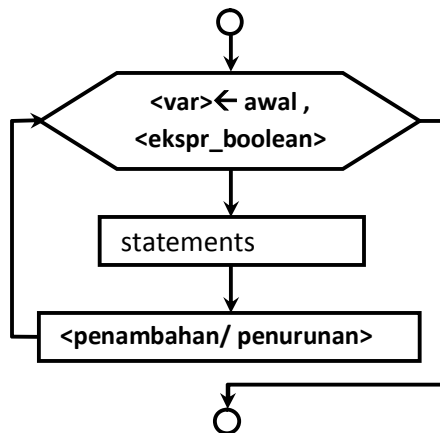 <var>← awal ,
<ekspr_boolean>
statements
<penambahan/ penurunan>